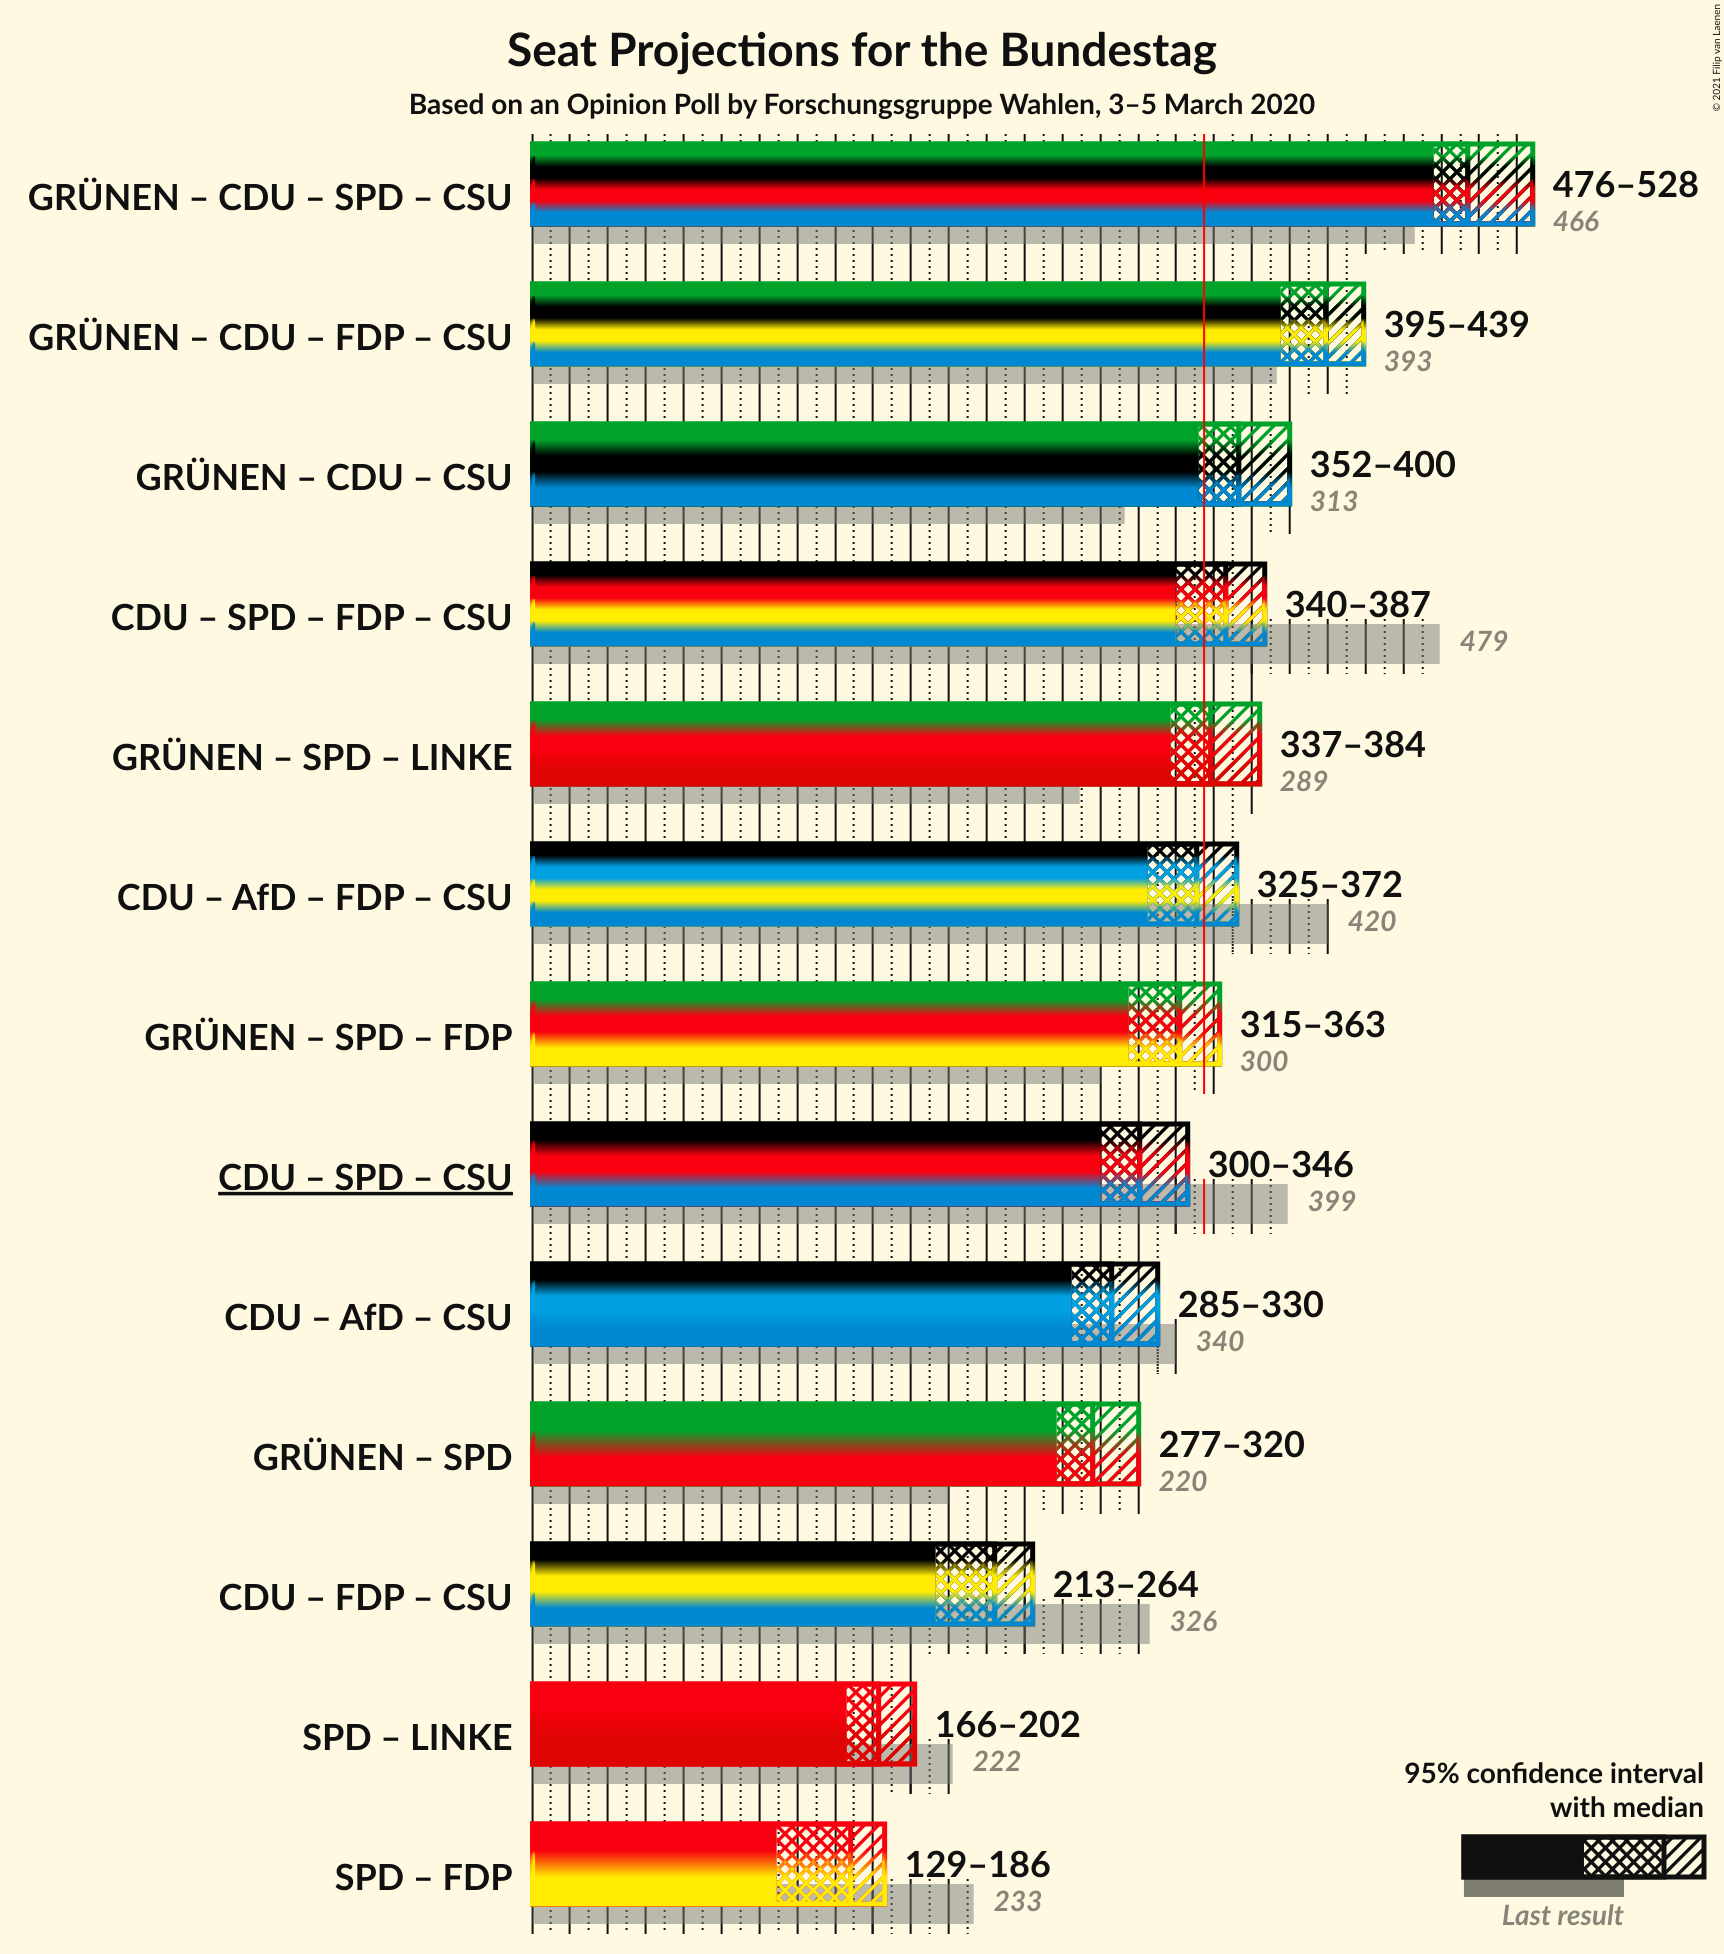 Seat Projections for the Bundestag
Based on an Opinion Poll by Forschungsgruppe Wahlen, 3–5 March 2020
© 2021 Filip van Laenen
GRÜNEN – CDU – SPD – CSU
476–528
466
GRÜNEN – CDU – FDP – CSU
395–439
393
GRÜNEN – CDU – CSU
352–400
313
CDU – SPD – FDP – CSU
340–387
479
GRÜNEN – SPD – LINKE
337–384
289
CDU – AfD – FDP – CSU
325–372
420
GRÜNEN – SPD – FDP
315–363
300
CDU – SPD – CSU
300–346
399
CDU – AfD – CSU
285–330
340
GRÜNEN – SPD
277–320
220
CDU – FDP – CSU
213–264
326
SPD – LINKE
166–202
222
SPD – FDP
129–186
233
95% confidence interval
with median
Last result